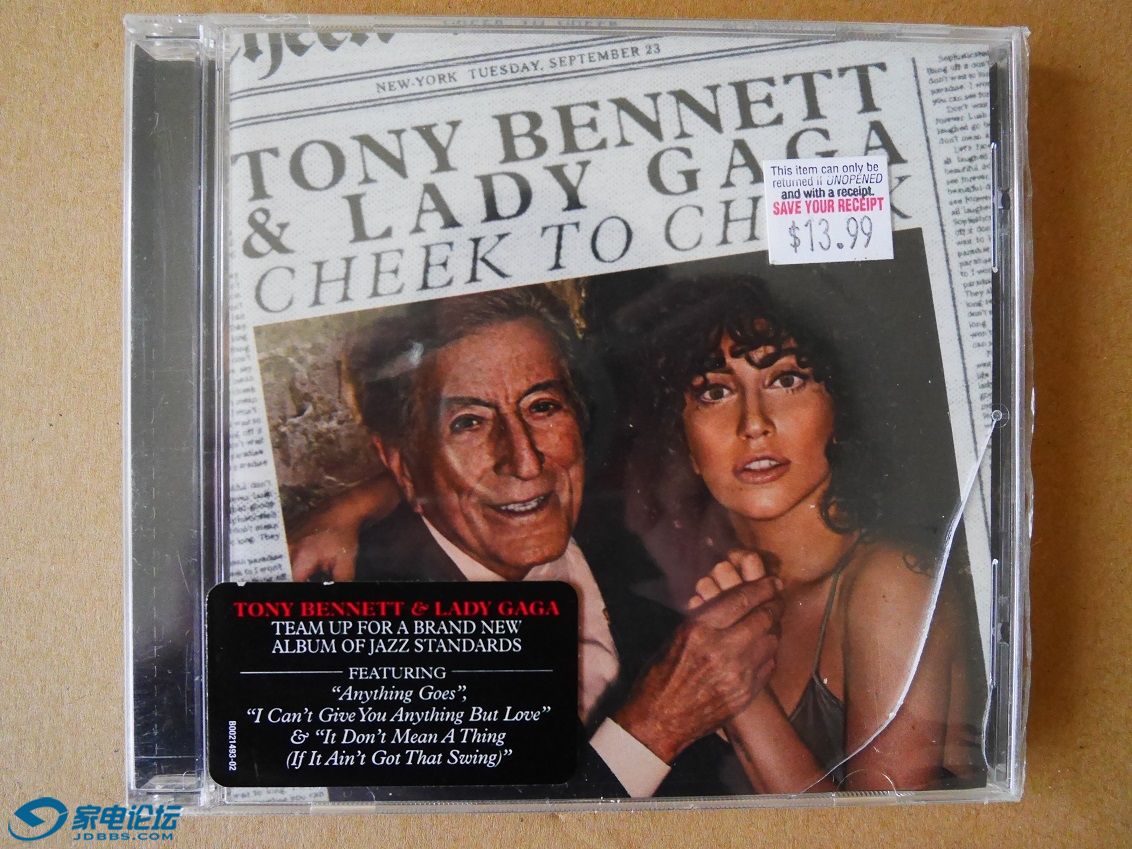 Cheek
NEW-YORK TUESDAY, SEPTEMBER 23
TONY BENNETT
& LADY GAGA
CHEEK TO CH K
This item can only be
returned if UNOPENED
and with a receipt.
SAVE YOUR RECEIPT
$13.99
TONY BENNETT & LADY GAGA
TEAM UP FOR A BRAND NEW
ALBUM OF JAZZ STANDARDS
FEATURING
“Anything Goes”,
“I Can’t Give You Anything But Love”
& “It Don’t Mean A Thing
(If It Ain’t Got That Swing)”
B0021493-02
家电论坛
JDBBS.COM